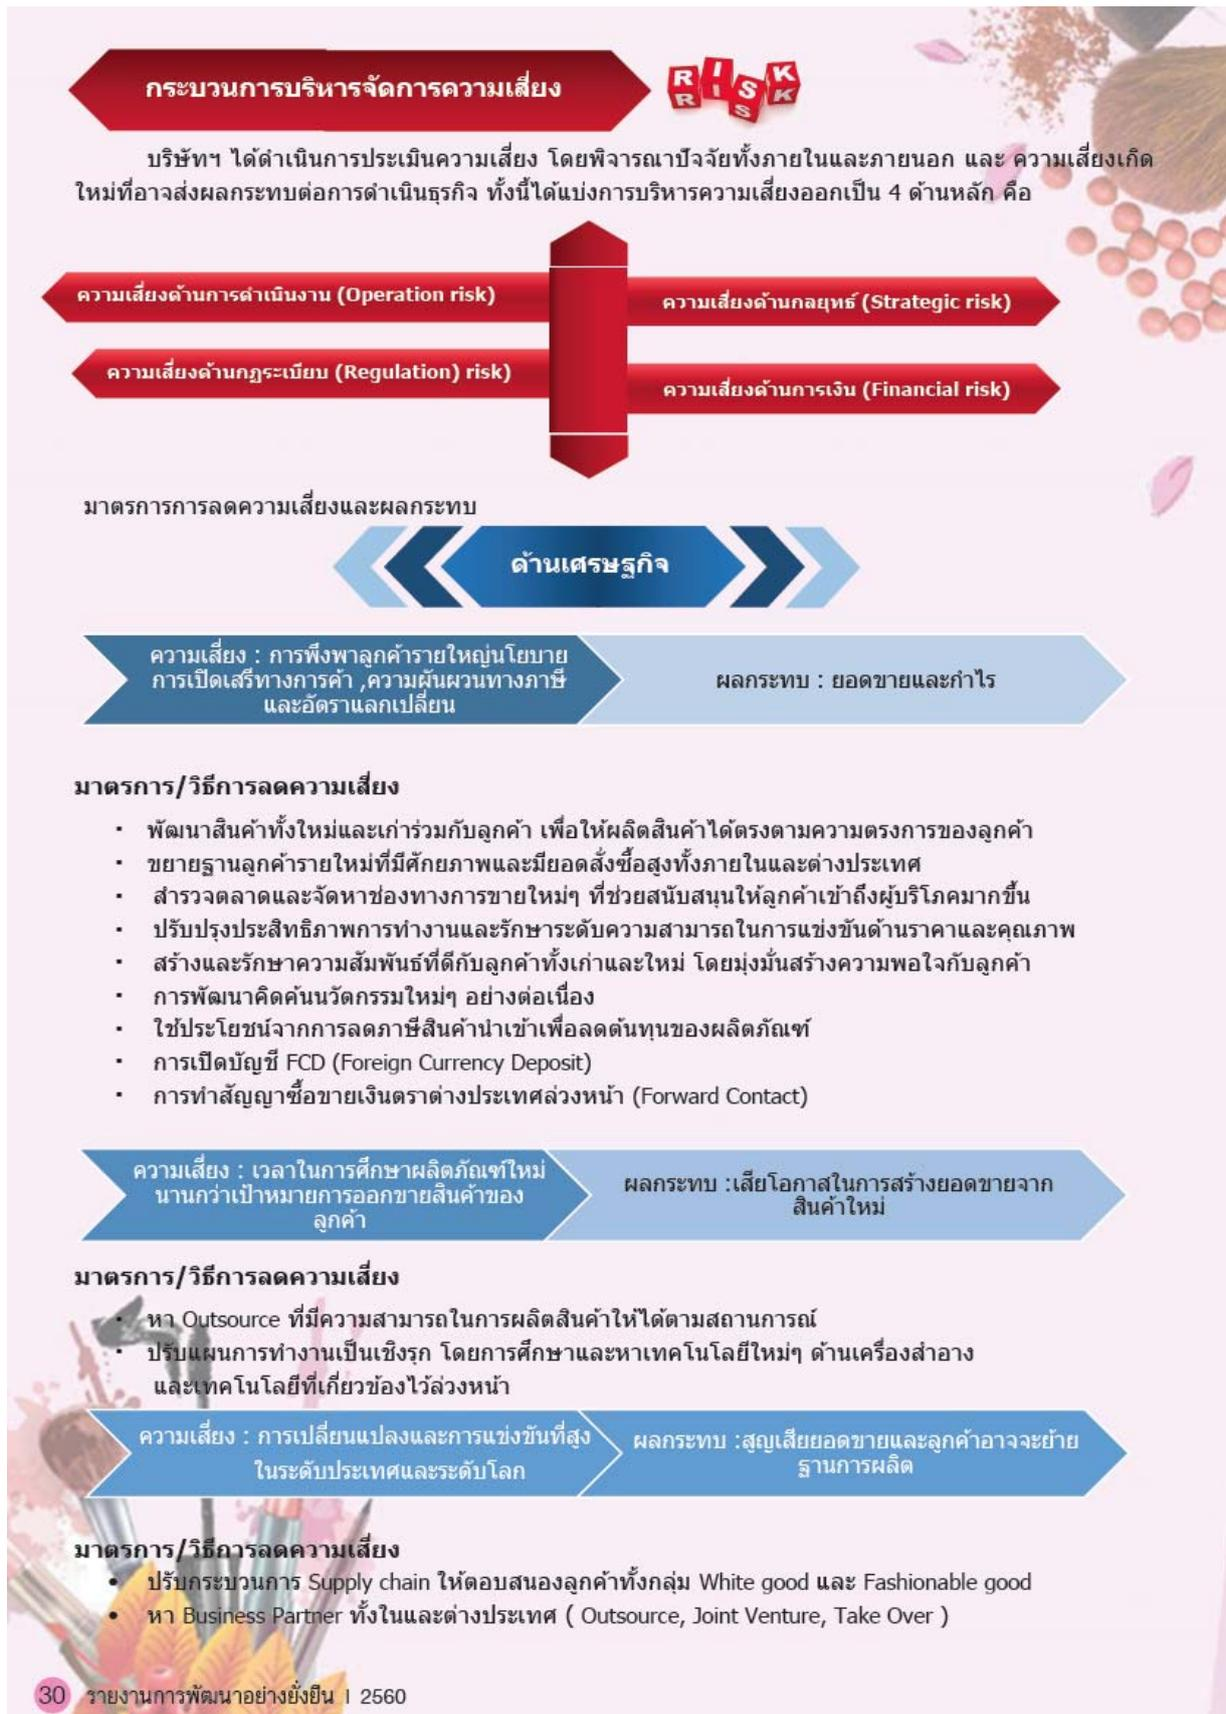 กระบวนการบริหารจัดการความเสี่ยง
RISK
RISK
บริษัทฯ ได้ดำเนินการประเมินความเสี่ยง โดยพิจารณาปัจจัยทั้งภายในและภายนอก และ ความเสี่ยงเกิด
ใหม่ที่อาจส่งผลกระทบต่อการดำเนินธุรกิจ ทั้งนี้ได้แบ่งการบริหารความเสี่ยงออกเป็น 4 ด้านหลัก คือ
ความเสี่ยงด้านการดำเนินงาน (Operation risk)
ความเสี่ยงด้านกลยุทธ์ (Strategic risk)
ความเสี่ยงด้านกฎระเบียบ (Regulation) risk)
ความเสี่ยงด้านการเงิน (Financial risk)
มาตรการการลดความเสี่ยงและผลกระทบ
ด้านเศรษฐกิจ
ความเสี่ยง : การพึงพาลูกค้ารายใหญ่นโยบาย
การเปิดเสรีทางการค้า ,ความผันผวนทางภาษี
และอัตราแลกเปลี่ยน
ผลกระทบ : ยอดขายและกำไร
มาตรการ/วิธีการลดความเสี่ยง
▪ พัฒนาสินค้าทั้งใหม่และเก่าร่วมกับลูกค้า เพื่อให้ผลิตสินค้าได้ตรงตามความตรงการของลูกค้า
▪ ขยายฐานลูกค้ารายใหม่ที่มีศักยภาพและมียอดสั่งซื้อสูงทั้งภายในและต่างประเทศ
▪ สำรวจตลาดและจัดหาช่องทางการขายใหม่ๆ ที่ช่วยสนับสนุนให้ลูกค้าเข้าถึงผู้บริโภคมากขึ้น
▪ ปรับปรุงประสิทธิภาพการทำงานและรักษาระดับความสามารถในการแข่งขันด้านราคาและคุณภาพ
▪ สร้างและรักษาความสัมพันธ์ที่ดีกับลูกค้าทั้งเก่าและใหม่ โดยมุ่งมั่นสร้างความพอใจกับลูกค้า
▪ การพัฒนาคิดค้นนวัตกรรมใหม่ๆ อย่างต่อเนื่อง
▪ ใช้ประโยชน์จากการลดภาษีสินค้านำเข้าเพื่อลดต้นทุนของผลิตภัณฑ์
▪ การเปิดบัญชี FCD (Foreign Currency Deposit)
▪ การทำสัญญาซื้อขายเงินตราต่างประเทศล่วงหน้า (Forward Contact)
ความเสี่ยง : เวลาในการศึกษาผลิตภัณฑ์ใหม่
นานกว่าเป้าหมายการออกขายสินค้าของ
ลูกค้า
ผลกระทบ :เสียโอกาสในการสร้างยอดขายจาก
สินค้าใหม่
มาตรการ/วิธีการลดความเสี่ยง
▪ หา Outsource ที่มีความสามารถในการผลิตสินค้าให้ได้ตามสถานการณ์
▪ ปรับแผนการทำงานเป็นเชิงรุก โดยการศึกษาและหาเทคโนโลยีใหม่ๆ ด้านเครื่องสำอาง
และเทคโนโลยีที่เกี่ยวข้องไว้ล่วงหน้า
ความเสี่ยง : การเปลี่ยนแปลงและการแข่งขันที่สูง
ในระดับประเทศและระดับโลก
ผลกระทบ :สูญเสียยอดขายและลูกค้าอาจจะย้าย
ฐานการผลิต
มาตรการ/วิธีการลดความเสี่ยง
• ปรับกระบวนการ Supply chain ให้ตอบสนองลูกค้าทั้งกลุ่ม White good และ Fashionable good
• หา Business Partner ทั้งในและต่างประเทศ ( Outsource, Joint Venture, Take Over )
30 รายงานการพัฒนาอย่างยั่งยืน | 2560